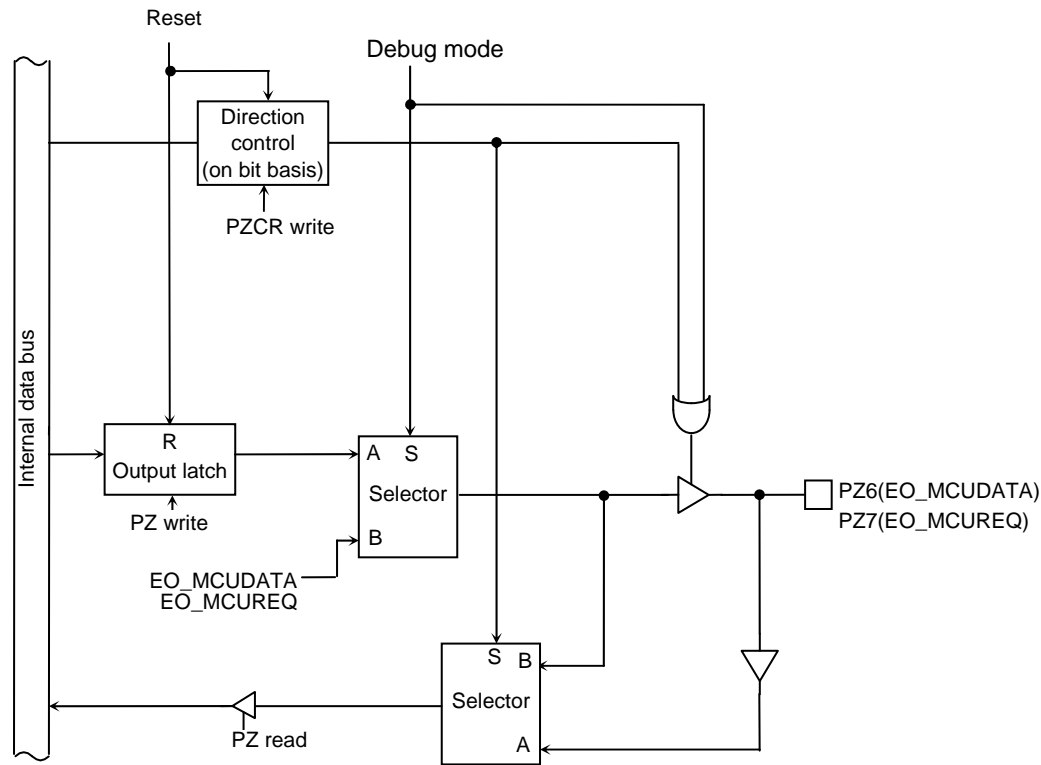 Reset
Debug mode
Direction
control
(on bit basis)
PZCR write
Internal data bus
R
Output latch
PZ write
A
S
Selector
B
EO_MCUDATA
EO_MCUREQ
PZ6(EO_MCUDATA)
PZ7(EO_MCUREQ)
S
B
Selector
A
PZ read